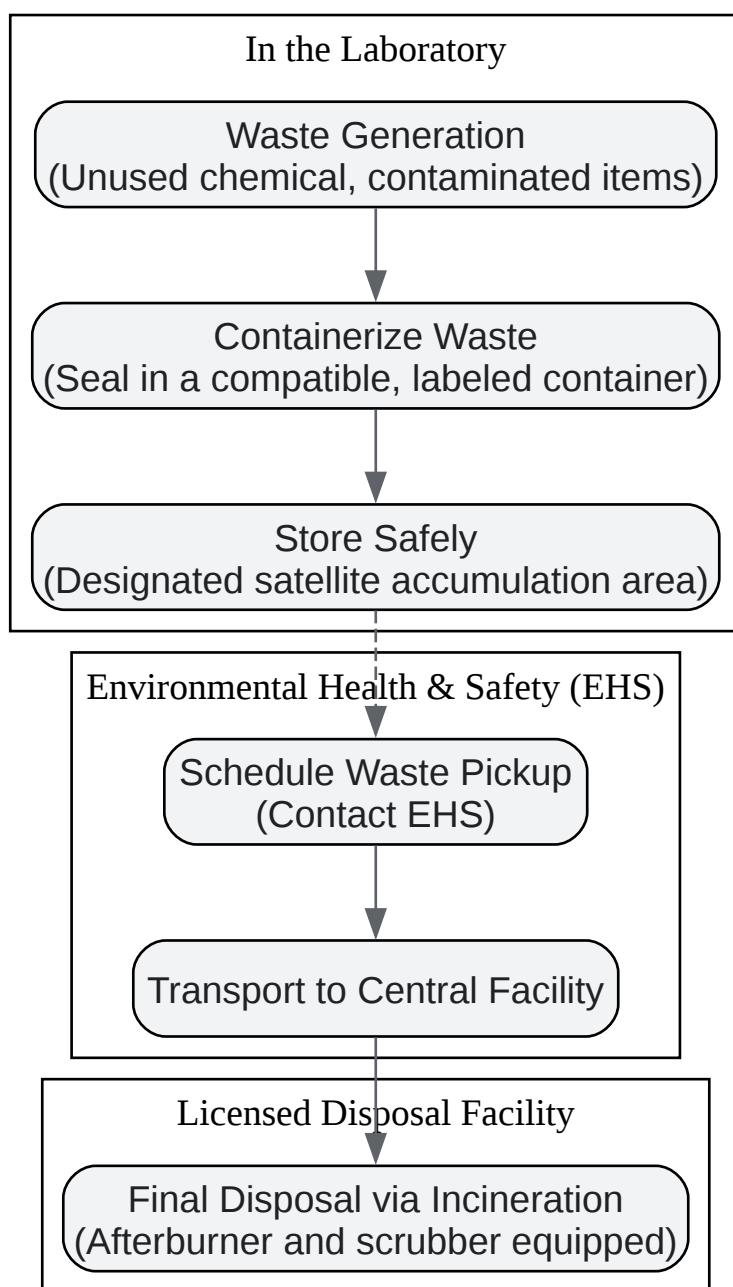 In the Laboratory
Waste Generation
(Unused chemical, contaminated items)
Containerize Waste
(Seal in a compatible, labeled container)
Store Safely
(Designated satellite accumulation area)
Environmental Health & Safety (EHS)
Schedule Waste Pickup
(Contact EHS)
Transport to Central Facility
Licensed Disposal Facility
Final Disposal via Incineration
(Afterburner and scrubber equipped)